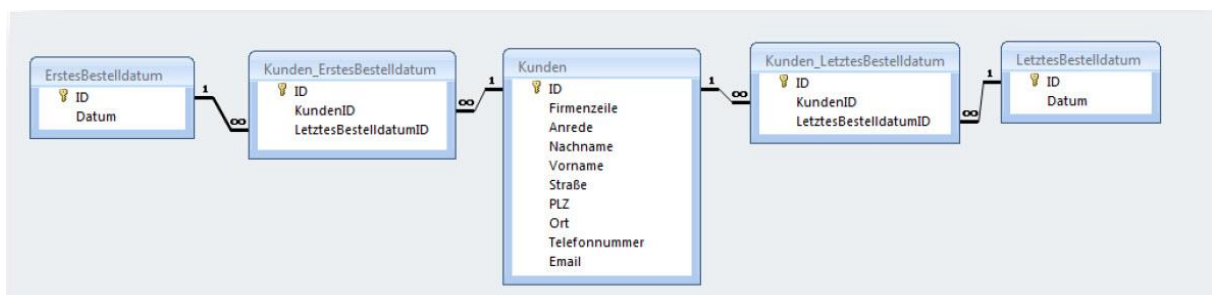 ErstesBestelldatum
ID
Datum
1
∞
Kunden_ErstesBestelldatum
ID
KundenID
LetztesBestelldatumID
∞
1
Kunden
ID
Firmenzeile
Anrede
Nachname
Vorname
Straße
PLZ
Ort
Telefonnummer
Email
1
∞
Kunden_LetztesBestelldatum
ID
KundenID
LetztesBestelldatumID
∞
1
LetztesBestelldatum
ID
Datum